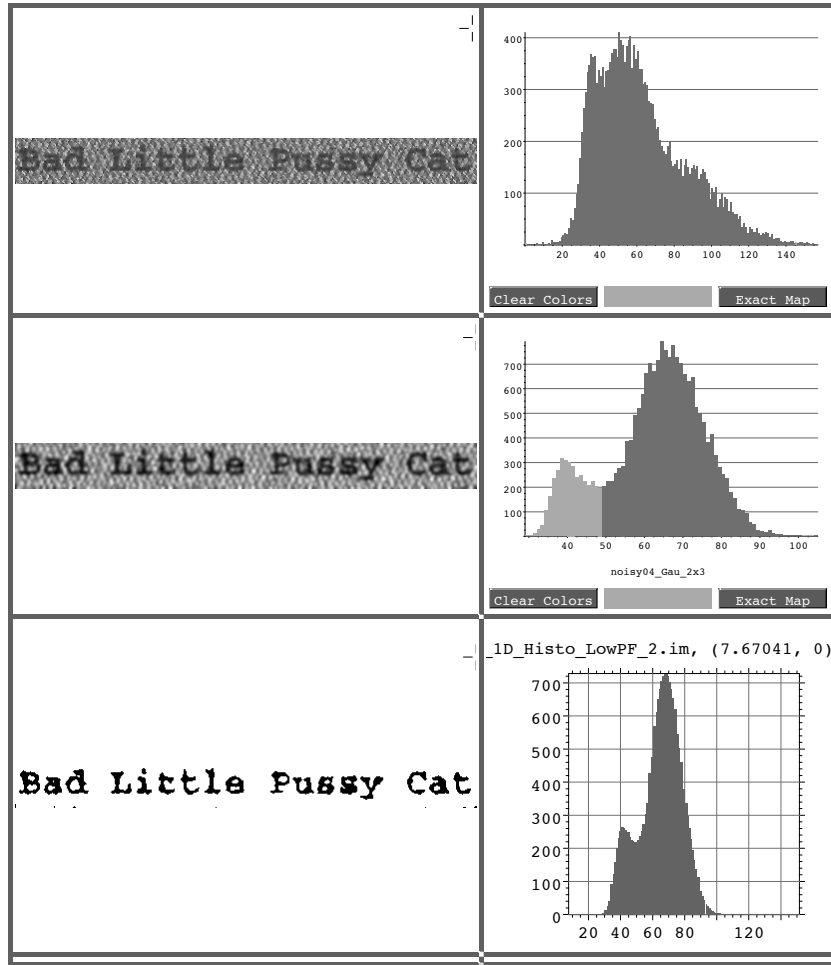 Bad Little Pussy Cat
400
300
200
100
20 40 60 80 100 120 140
Clear Colors Exact Map
Bad Little Pussy Cat
700
600
500
400
300
200
100
40 50 60 70 80 90 100
noisy04_Gau_2x3
Clear Colors Exact Map
Bad Little Pussy Cat
_1D_Histo_LowPF_2.im, (7.67041, 0)
700
600
500
400
300
200
100
0
20 40 60 80 120